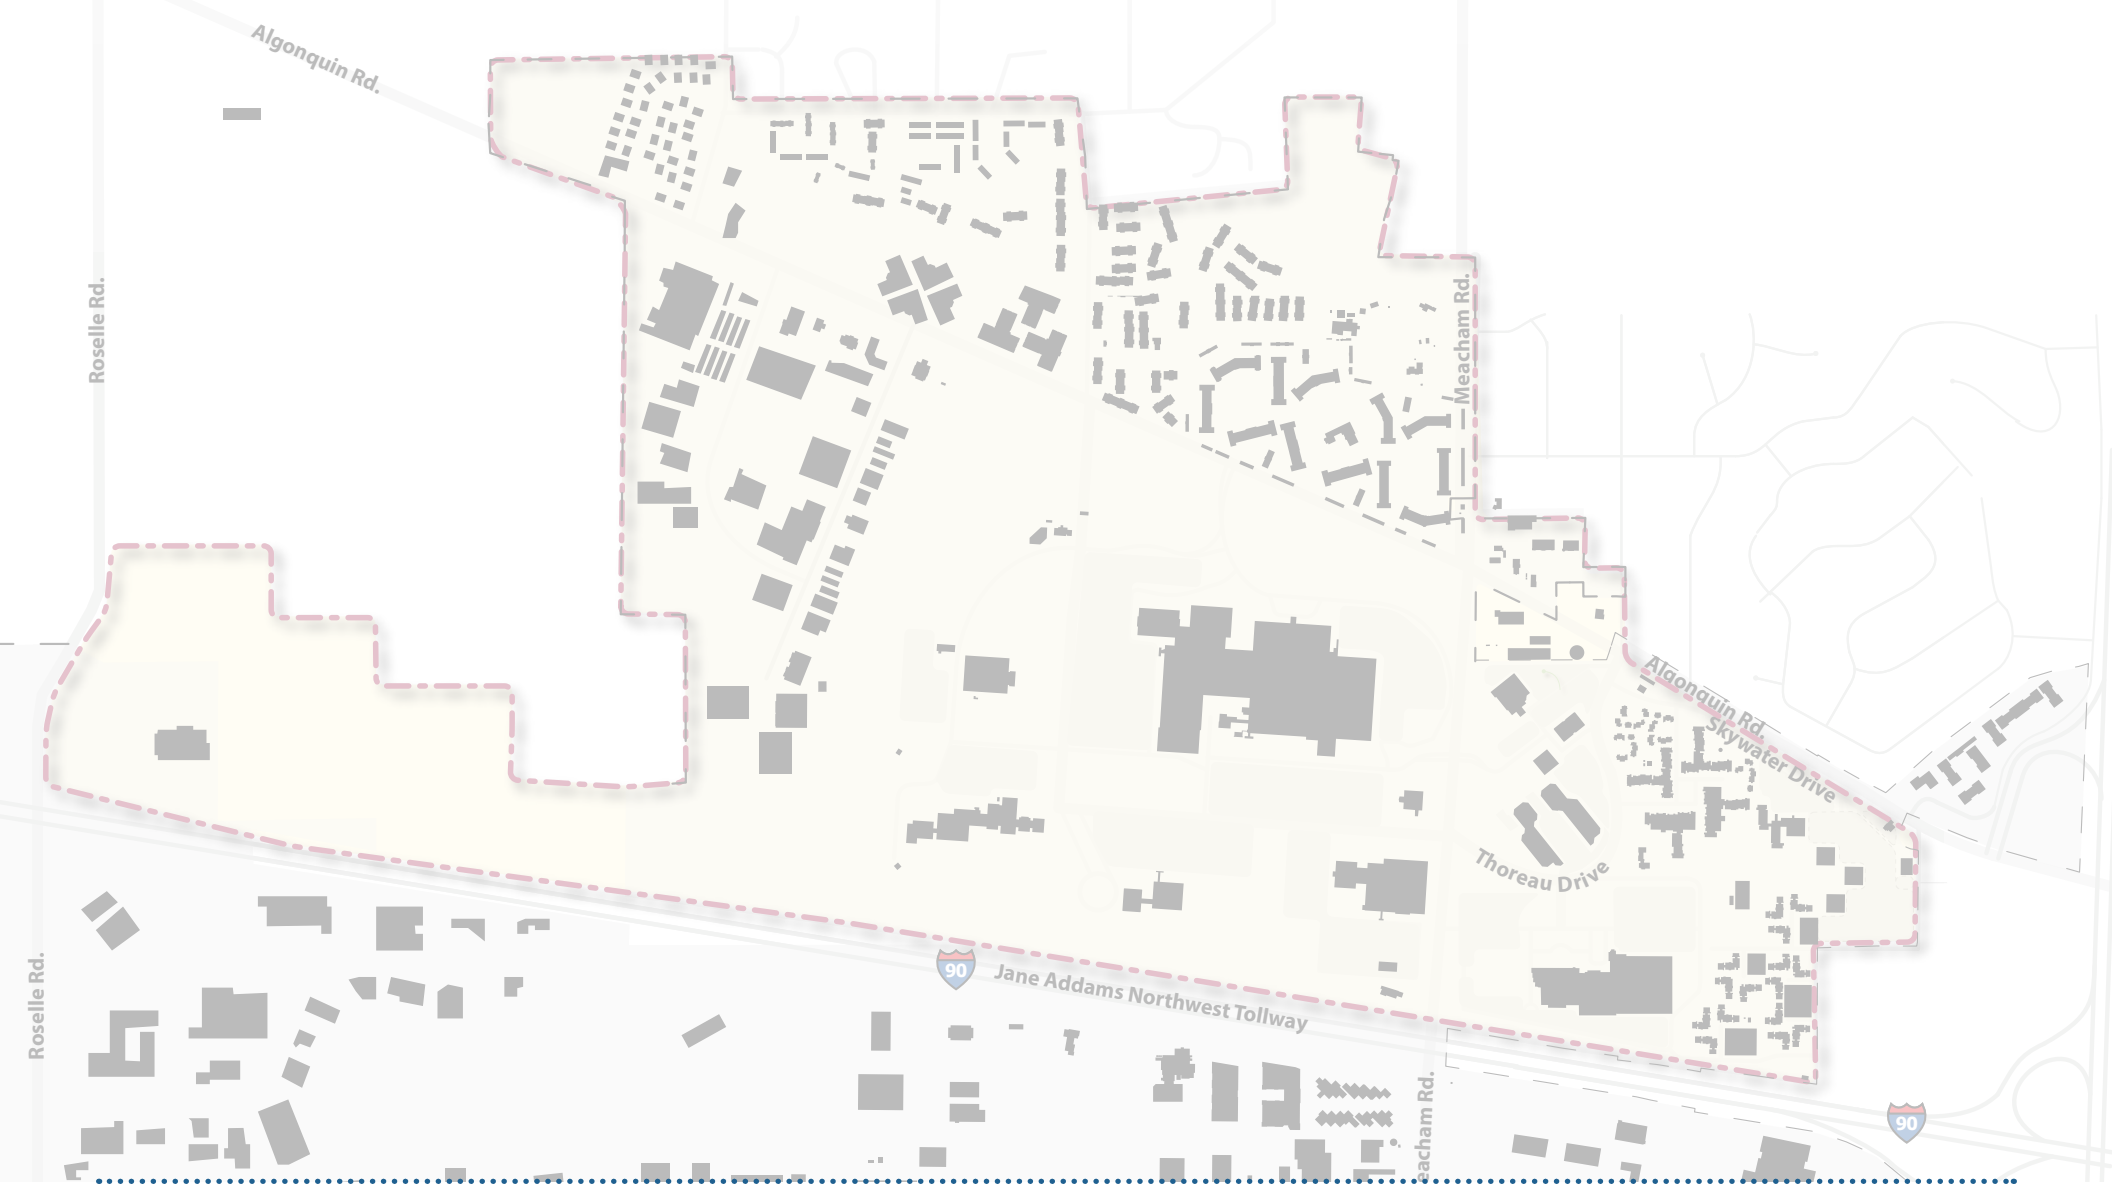 Algonquin Rd.
Roselle Rd.
Meacham Rd.
Algonquin Rd.
Skywater Drive
Thoreau Drive
90
Jane Addams Northwest Tollway
Roselle Rd.
eacham Rd.
90